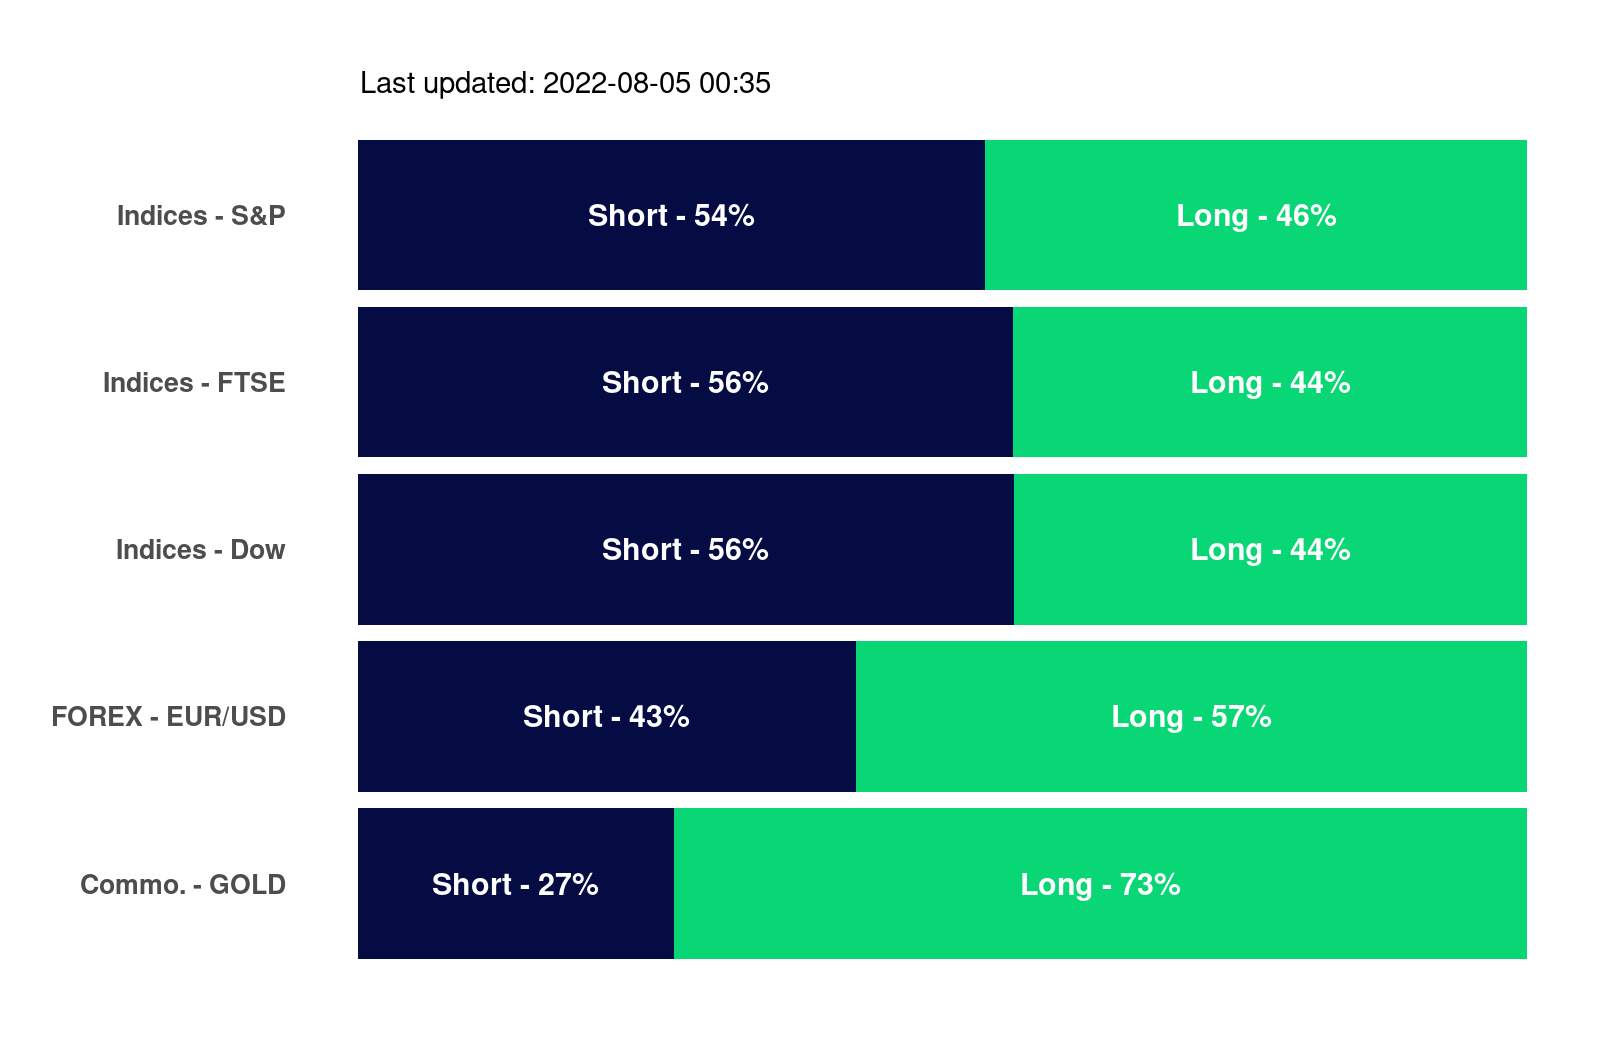 Last updated: 2022-08-05 00:35
Indices - S&P Short - 54% Long - 46%
Indices - FTSE Short - 56% Long - 44%
Indices - Dow Short - 56% Long - 44%
FOREX - EUR/USD Short - 43% Long - 57%
Commo. - GOLD Short - 27% Long - 73%